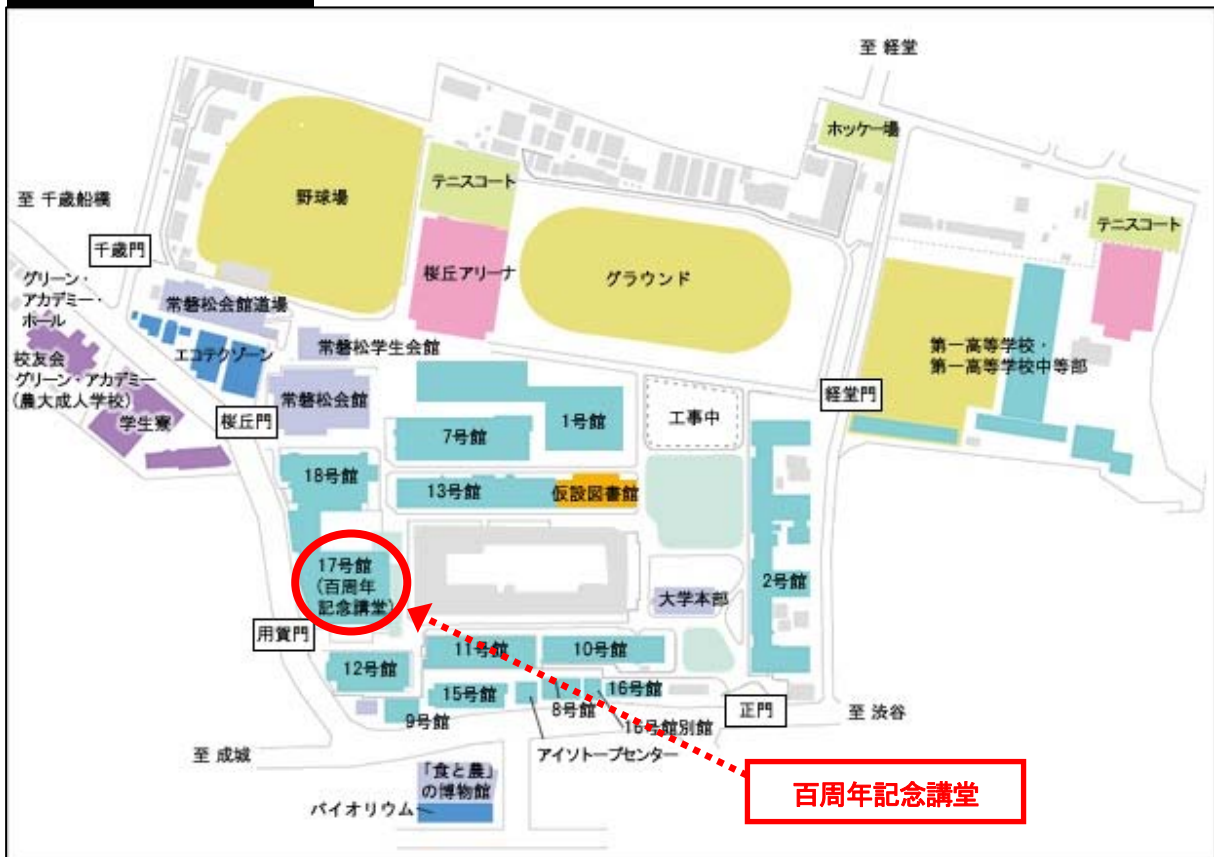 至 経堂
ホッケー場
テニスコート
野球場
至 千歳船橋
テニスコート
千歳門
桜丘アリーナ
グラウンド
グリーン・
アカデミー・
ホール
常磐松会館道場
第一高等学校・
第一高等学校中等部
常磐松学生会館
エコテクゾーン
校友会
グリーン・アカデミー
(農大成人学校)
常磐松会館
経堂門
学生寮
桜丘門
1号館
工事中
7号館
18号館
13号館
仮設図書館
17号館
(百周年
記念講堂)
2号館
大学本部
用賀門
11号館
10号館
12号館
15号館
16号館
8号館
正門
至 渋谷
9号館
16号館別館
至 成城
アイソトープセンター
「食と農」
の博物館
バイオリウム
百周年記念講堂